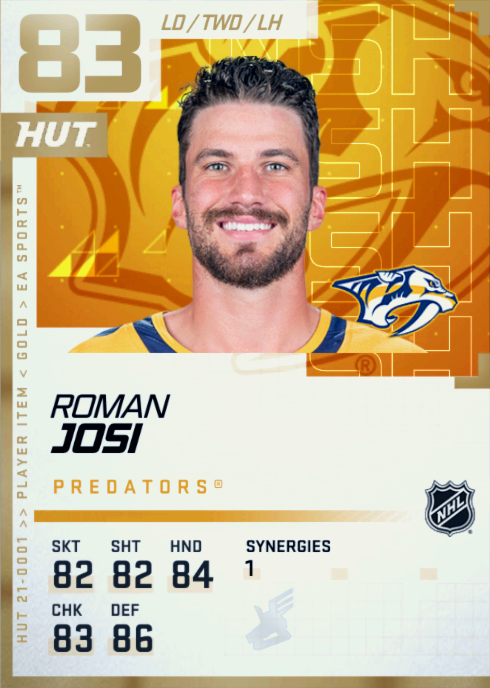 83
LD / TWD / LH
HUT
HUT 21-0001 >> PLAYER ITEM < GOLD > EA SPORTS™
ROMAN
JOSI
PREDATORS®
NHL
SKT SHT HND SYNERGIES
82 82 84 1
CHK DEF
83 86